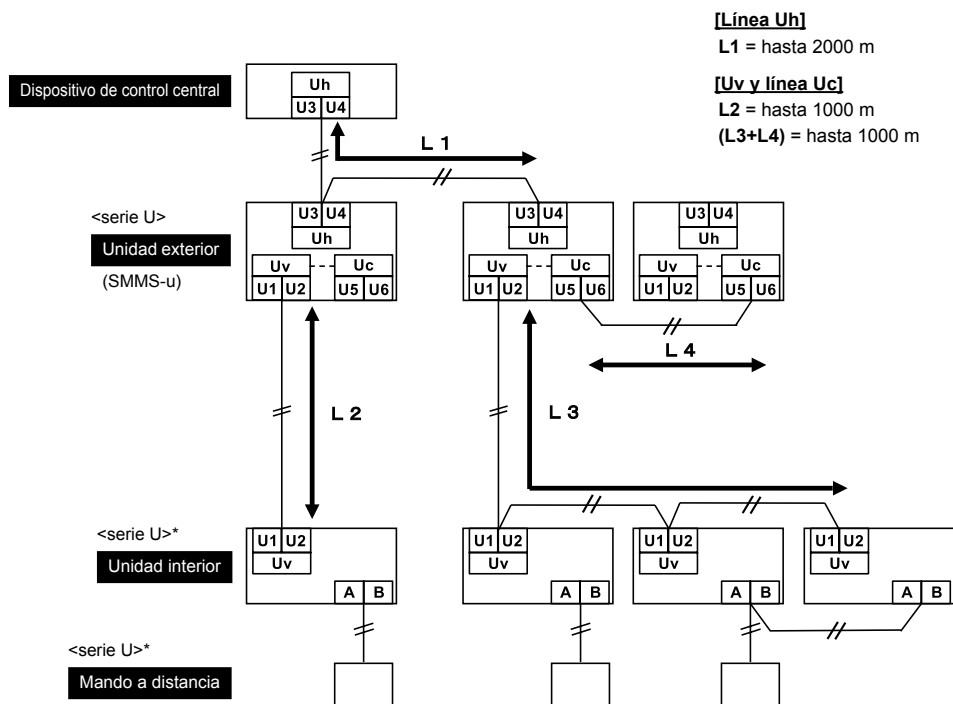 [Línea Uh]
L1 = hasta 2000 m
[Uv y línea Uc]
L2 = hasta 1000 m
(L3+L4) = hasta 1000 m
Dispositivo de control central
Uh
U3 U4
L 1
<serie U>
Unidad exterior
(SMMS-u)
U3 U4 U3 U4 U3 U4
Uh Uh Uh
Uv Uc Uv Uc Uv Uc
U1 U2 U5 U6 U1 U2 U5 U6 U1 U2 U5 U6
L 4
L 2 L 3
<serie U>*
Unidad interior
U1 U2 U1 U2 U1 U2 U1 U2
Uv Uv Uv Uv
A B A B A B A B
<serie U>*
Mando a distancia